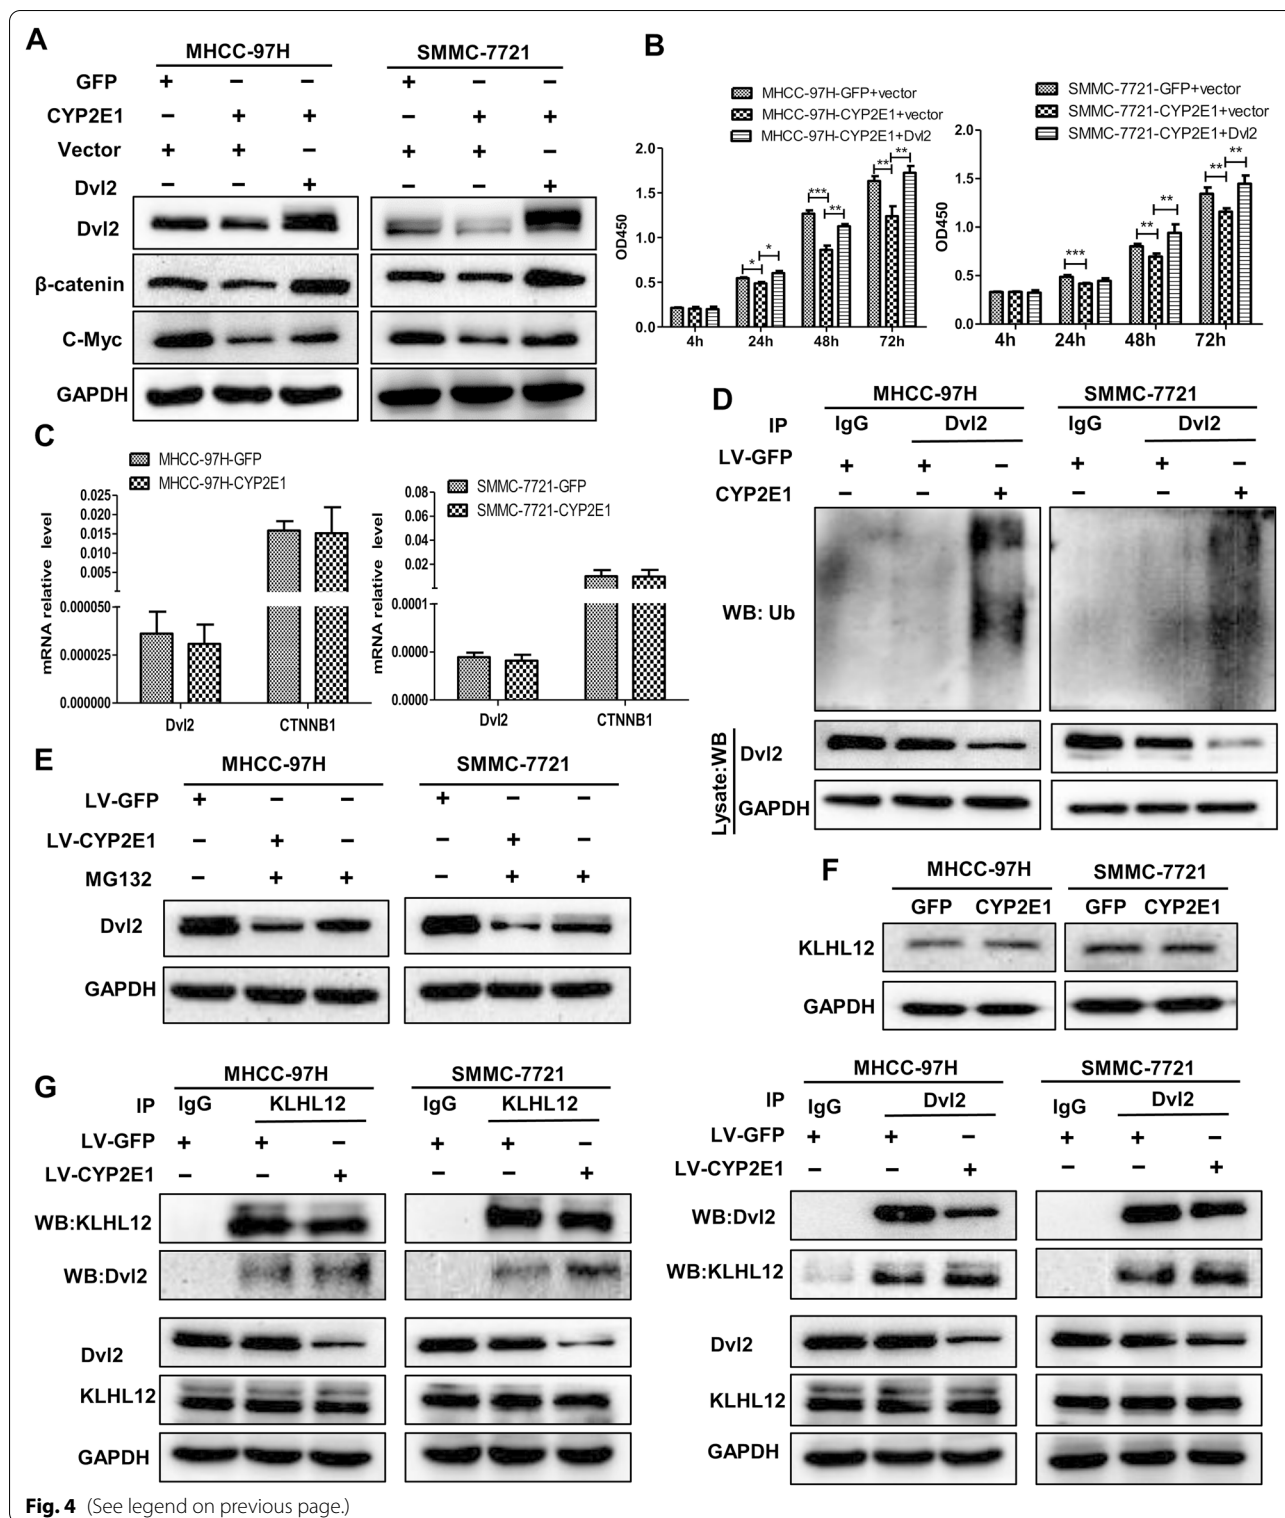 A
MHCC-97H SMMC-7721
GFP + − − + − −
CYP2E1 − + + − + +
Vector + + − + + −
Dvl2 − − + − − +
Dvl2
β-catenin
C-Myc
GAPDH
B
MHCC-97H-GFP+vector
MHCC-97H-CYP2E1+vector
MHCC-97H-CYP2E1+Dvl2
OD450
2.0
1.5
1.0
0.5
0.0
* * *** ** ** **
4h 24h 48h 72h
SMMC-7721-GFP+vector
SMMC-7721-CYP2E1+vector
SMMC-7721-CYP2E1+Dvl2
OD450
2.0
1.5
1.0
0.5
0.0
*** ** ** ** **
4h 24h 48h 72h
C
MHCC-97H-GFP
MHCC-97H-CYP2E1
mRNA relative level
0.025
0.015
0.005
0.000050
0.000025
0.000000
Dvl2 CTNNB1
SMMC-7721-GFP
SMMC-7721-CYP2E1
mRNA relative level
0.08
0.06
0.04
0.02
0.0001
0.0000
0.0000
Dvl2 CTNNB1
D
MHCC-97H SMMC-7721
IP IgG Dvl2 IgG Dvl2
LV-GFP + + − + + −
CYP2E1 − − + − − +
WB: Ub
Lysate:WB
Dvl2
GAPDH
E
MHCC-97H SMMC-7721
LV-GFP + − − + − −
LV-CYP2E1 − + − − + −
MG132 − + + − + +
Dvl2
GAPDH
F
MHCC-97H SMMC-7721
GFP CYP2E1 GFP CYP2E1
KLHL12
GAPDH
G
MHCC-97H SMMC-7721
IP IgG KLHL12 IgG KLHL12
LV-GFP + + − + + −
LV-CYP2E1 − − + − − +
WB:KLHL12
WB:Dvl2
Dvl2
KLHL12
GAPDH
MHCC-97H SMMC-7721
IP IgG Dvl2 IgG Dvl2
LV-GFP + + − + + −
LV-CYP2E1 − − + − − +
WB:Dvl2
WB:KLHL12
Dvl2
KLHL12
GAPDH
Fig. 4 (See legend on previous page.)